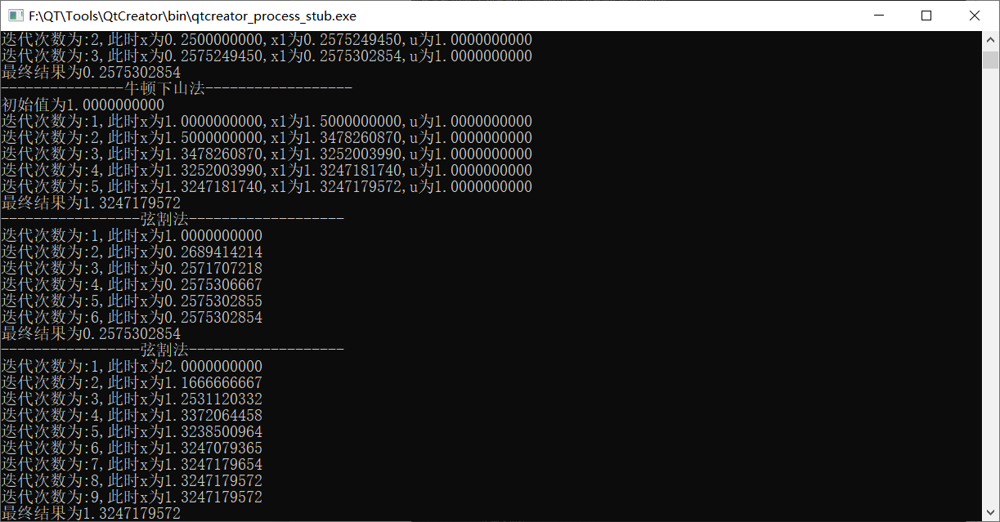 F:\QT\Tools\QtCreator\bin\qtcreator_process_stub.exe
迭代次数为:2,此时x为0.2500000000,x1为0.2575249450,u为1.0000000000
迭代次数为:3,此时x为0.2575249450,x1为0.2575302854,u为1.0000000000
最终结果为0.2575302854
---------------牛顿下山法------------------
初始值为1.0000000000
迭代次数为:1,此时x为1.0000000000,x1为1.5000000000,u为1.0000000000
迭代次数为:2,此时x为1.5000000000,x1为1.3478260870,u为1.0000000000
迭代次数为:3,此时x为1.3478260870,x1为1.3252003990,u为1.0000000000
迭代次数为:4,此时x为1.3252003990,x1为1.3247181740,u为1.0000000000
迭代次数为:5,此时x为1.3247181740,x1为1.3247179572,u为1.0000000000
最终结果为1.3247179572
-----------------弦割法-------------------
迭代次数为:1,此时x为1.0000000000
迭代次数为:2,此时x为0.2689414214
迭代次数为:3,此时x为0.2571707218
迭代次数为:4,此时x为0.2575306667
迭代次数为:5,此时x为0.2575302855
迭代次数为:6,此时x为0.2575302854
最终结果为0.2575302854
-----------------弦割法-------------------
迭代次数为:1,此时x为2.0000000000
迭代次数为:2,此时x为1.1666666667
迭代次数为:3,此时x为1.2531120332
迭代次数为:4,此时x为1.3372064458
迭代次数为:5,此时x为1.3238500964
迭代次数为:6,此时x为1.3247079365
迭代次数为:7,此时x为1.3247179654
迭代次数为:8,此时x为1.3247179572
迭代次数为:9,此时x为1.3247179572
最终结果为1.3247179572